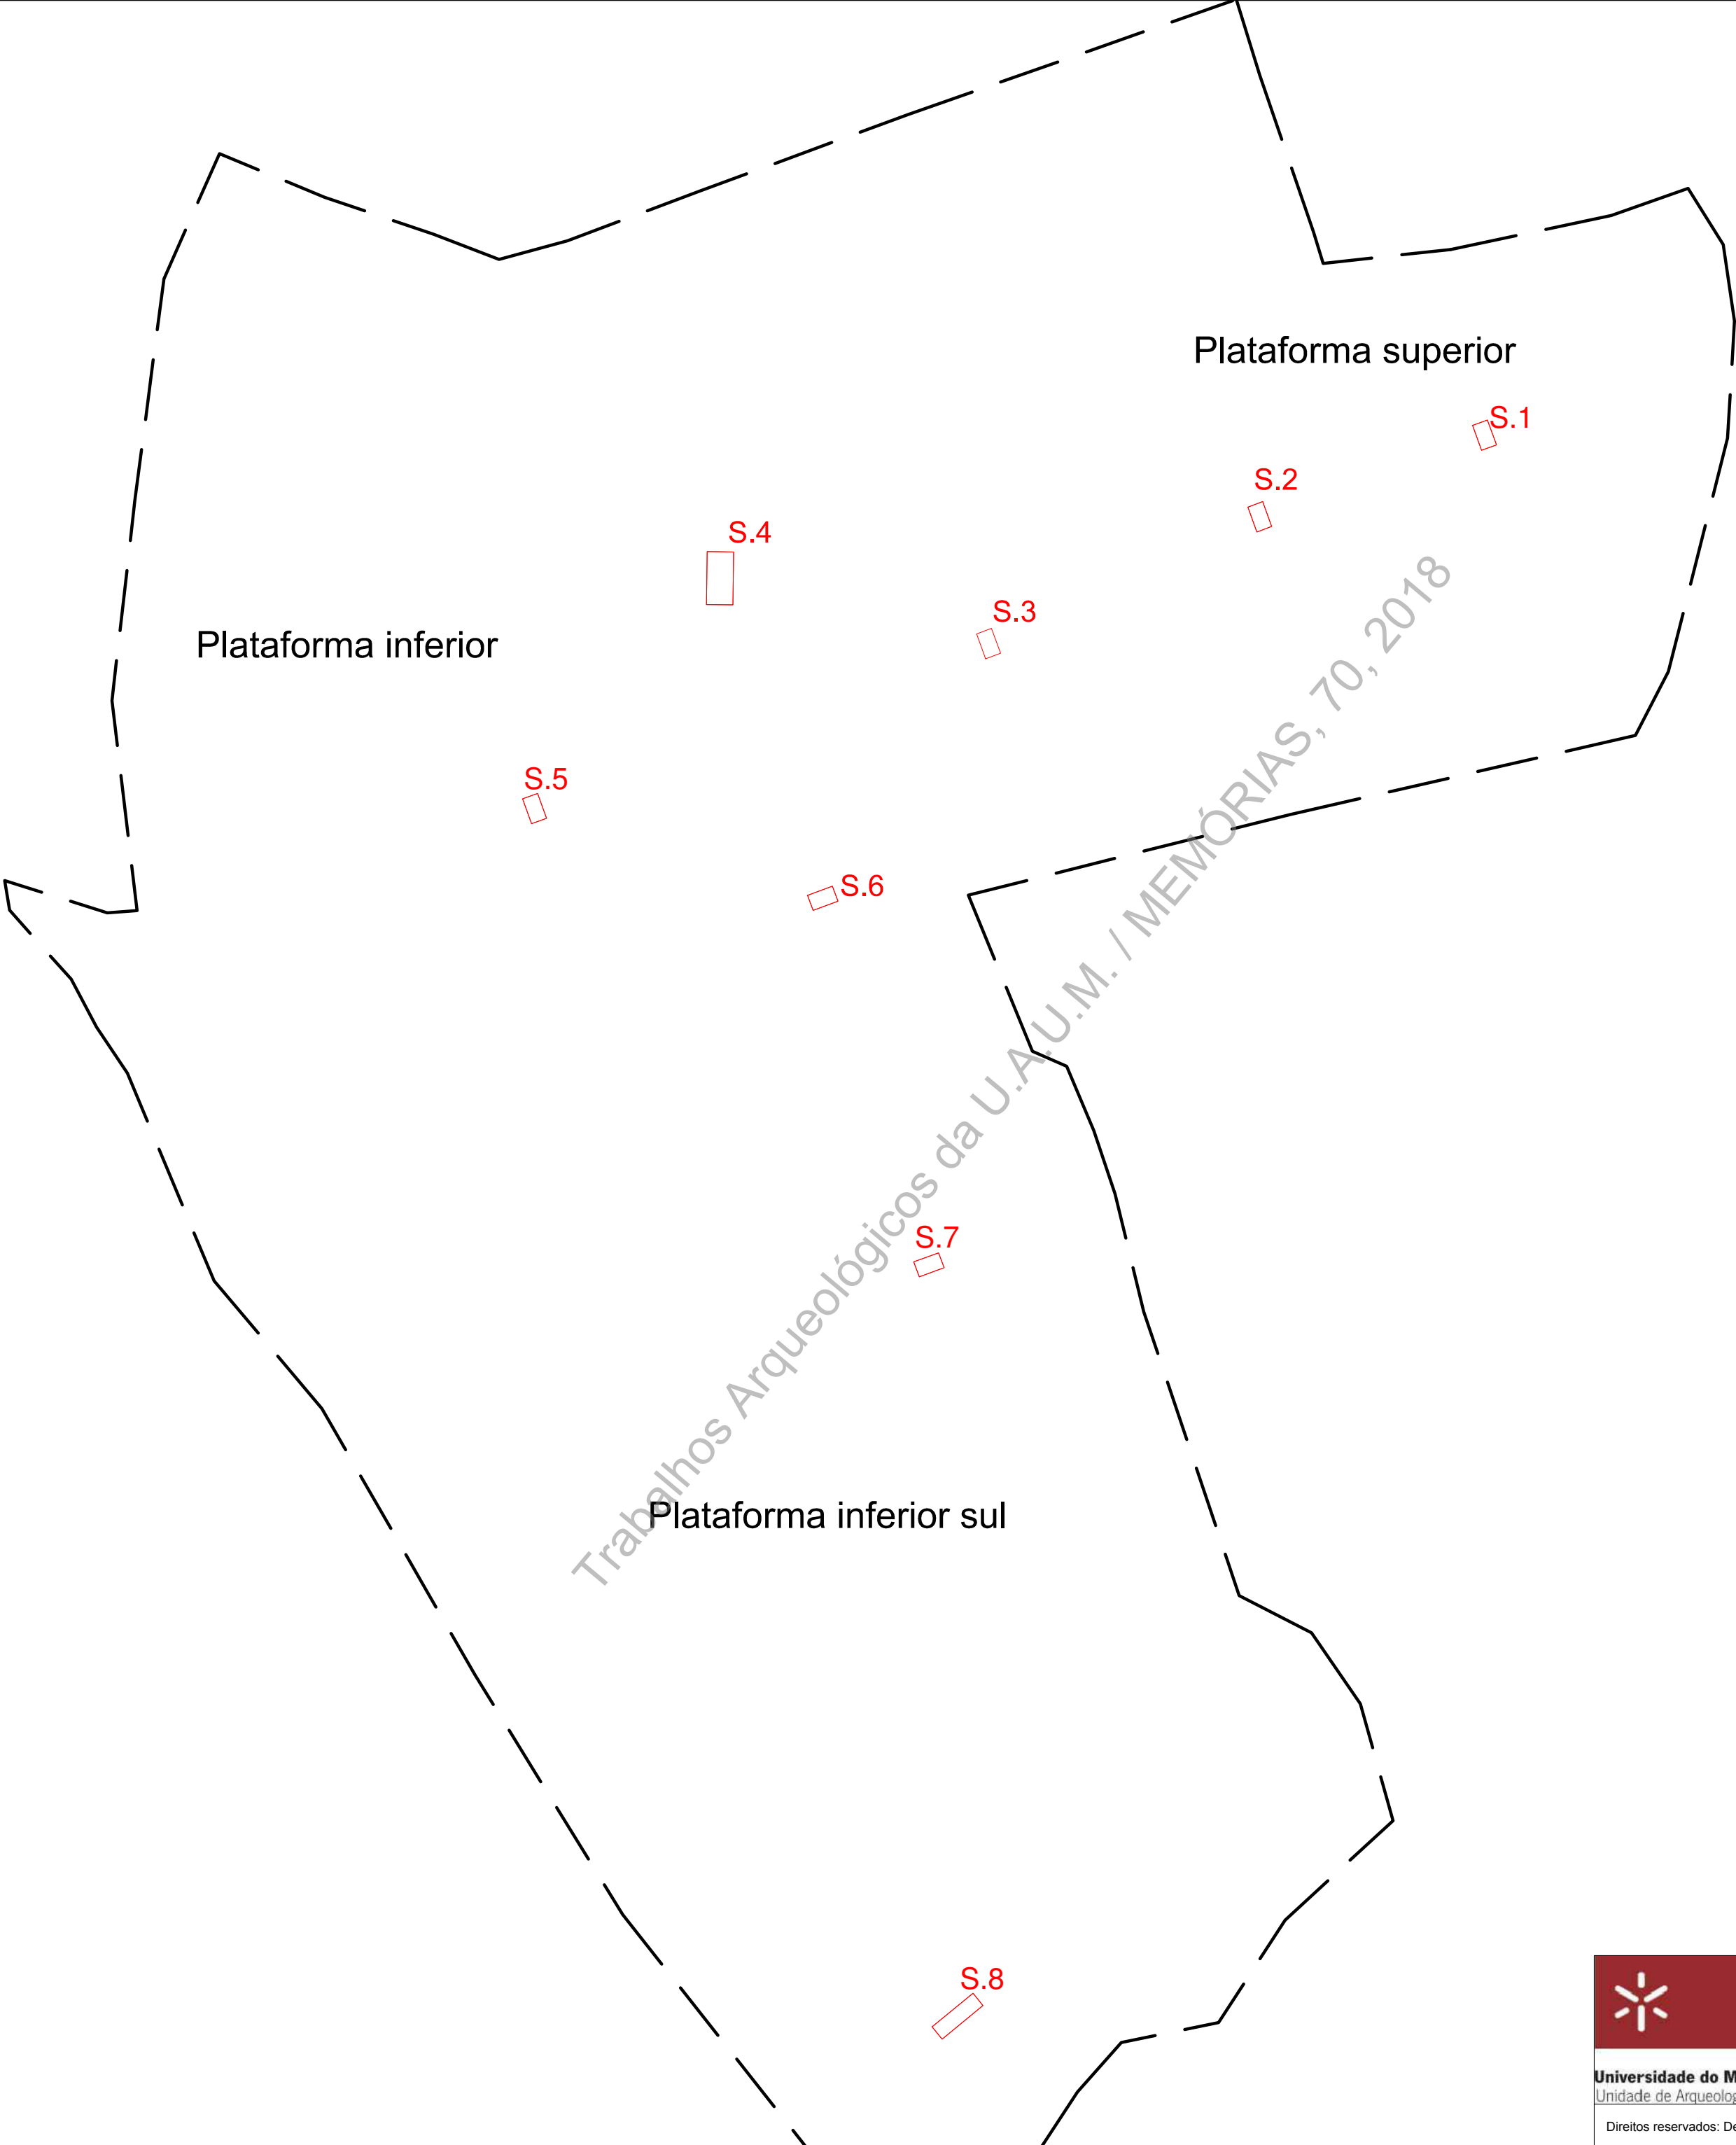 Plataforma superior
S.1
S.2
S.4
S.3
Plataforma inferior
S.5
S.6
S.7
Trabalhos Arqueológicos da U.A.U.M. / MEMÓRIAS, 70, 2018
Plataforma inferior sul
S.8
Universidade do M
Unidade de Arqueolog
Direitos reservados: De